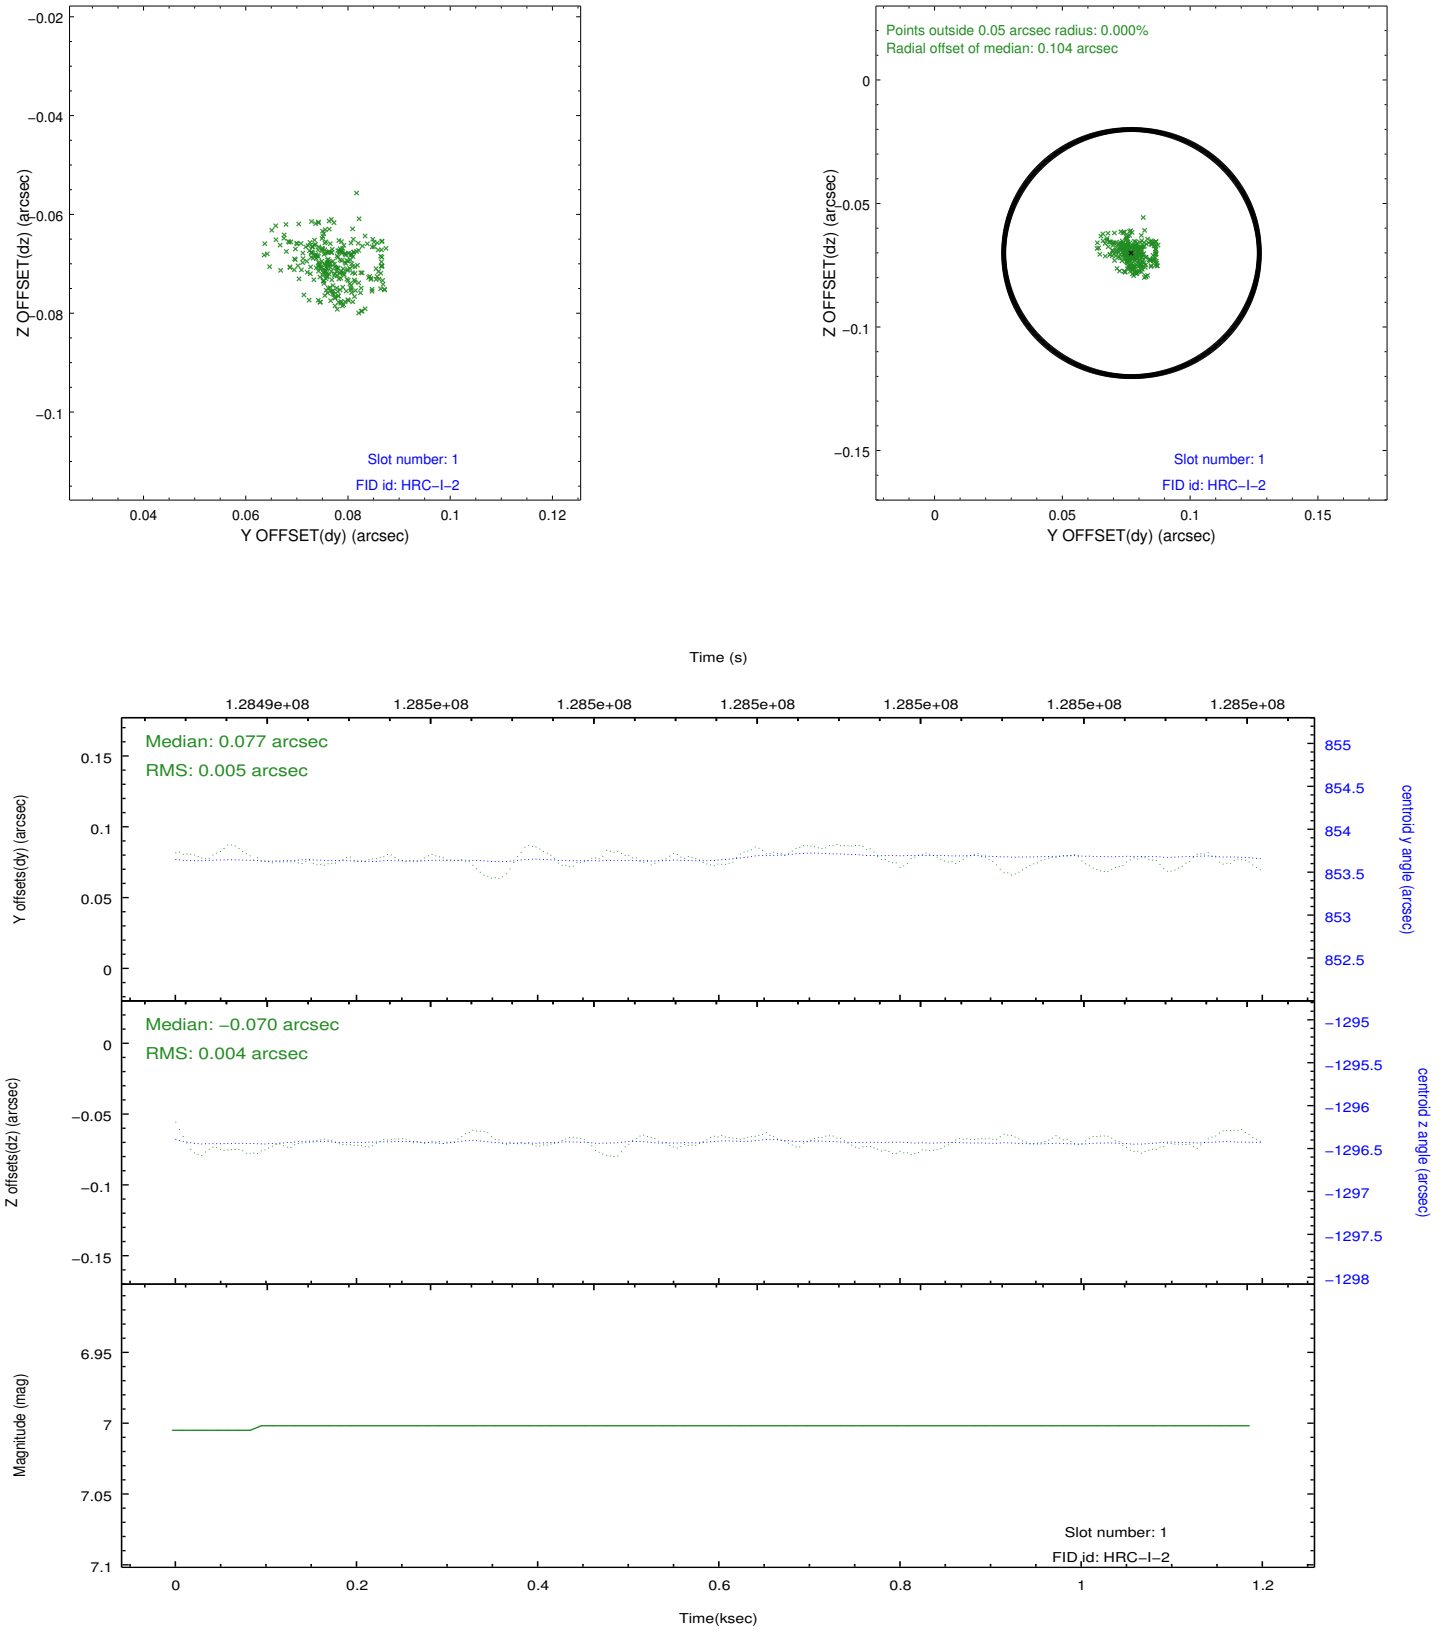 −0.02
−0.04
−0.06
−0.08
−0.1
Z OFFSET(dz) (arcsec)
Slot number: 1
FID id: HRC−I−2
0.04 0.06 0.08 0.1 0.12
Y OFFSET(dy) (arcsec)
Points outside 0.05 arcsec radius: 0.000%
Radial offset of median: 0.104 arcsec
0
−0.05
−0.1
−0.15
Z OFFSET(dz) (arcsec)
Slot number: 1
FID id: HRC−I−2
0 0.05 0.1 0.15
Y OFFSET(dy) (arcsec)
Time (s)
1.2849e+08 1.285e+08 1.285e+08 1.285e+08 1.285e+08 1.285e+08 1.285e+08
Median: 0.077 arcsec
RMS: 0.005 arcsec
0.15
0.1
0.05
0
Y offsets(dy) (arcsec)
855
854.5
854
853.5
853
852.5
centroid y angle (arcsec)
Median: −0.070 arcsec
RMS: 0.004 arcsec
0
−0.05
−0.1
−0.15
Z offsets(dz) (arcsec)
−1295
−1295.5
−1296
−1296.5
−1297
−1297.5
−1298
centroid z angle (arcsec)
6.95
7
7.05
7.1
Magnitude (mag)
Slot number: 1
FID id: HRC−I−2
0 0.2 0.4 0.6 0.8 1 1.2
Time(ksec)